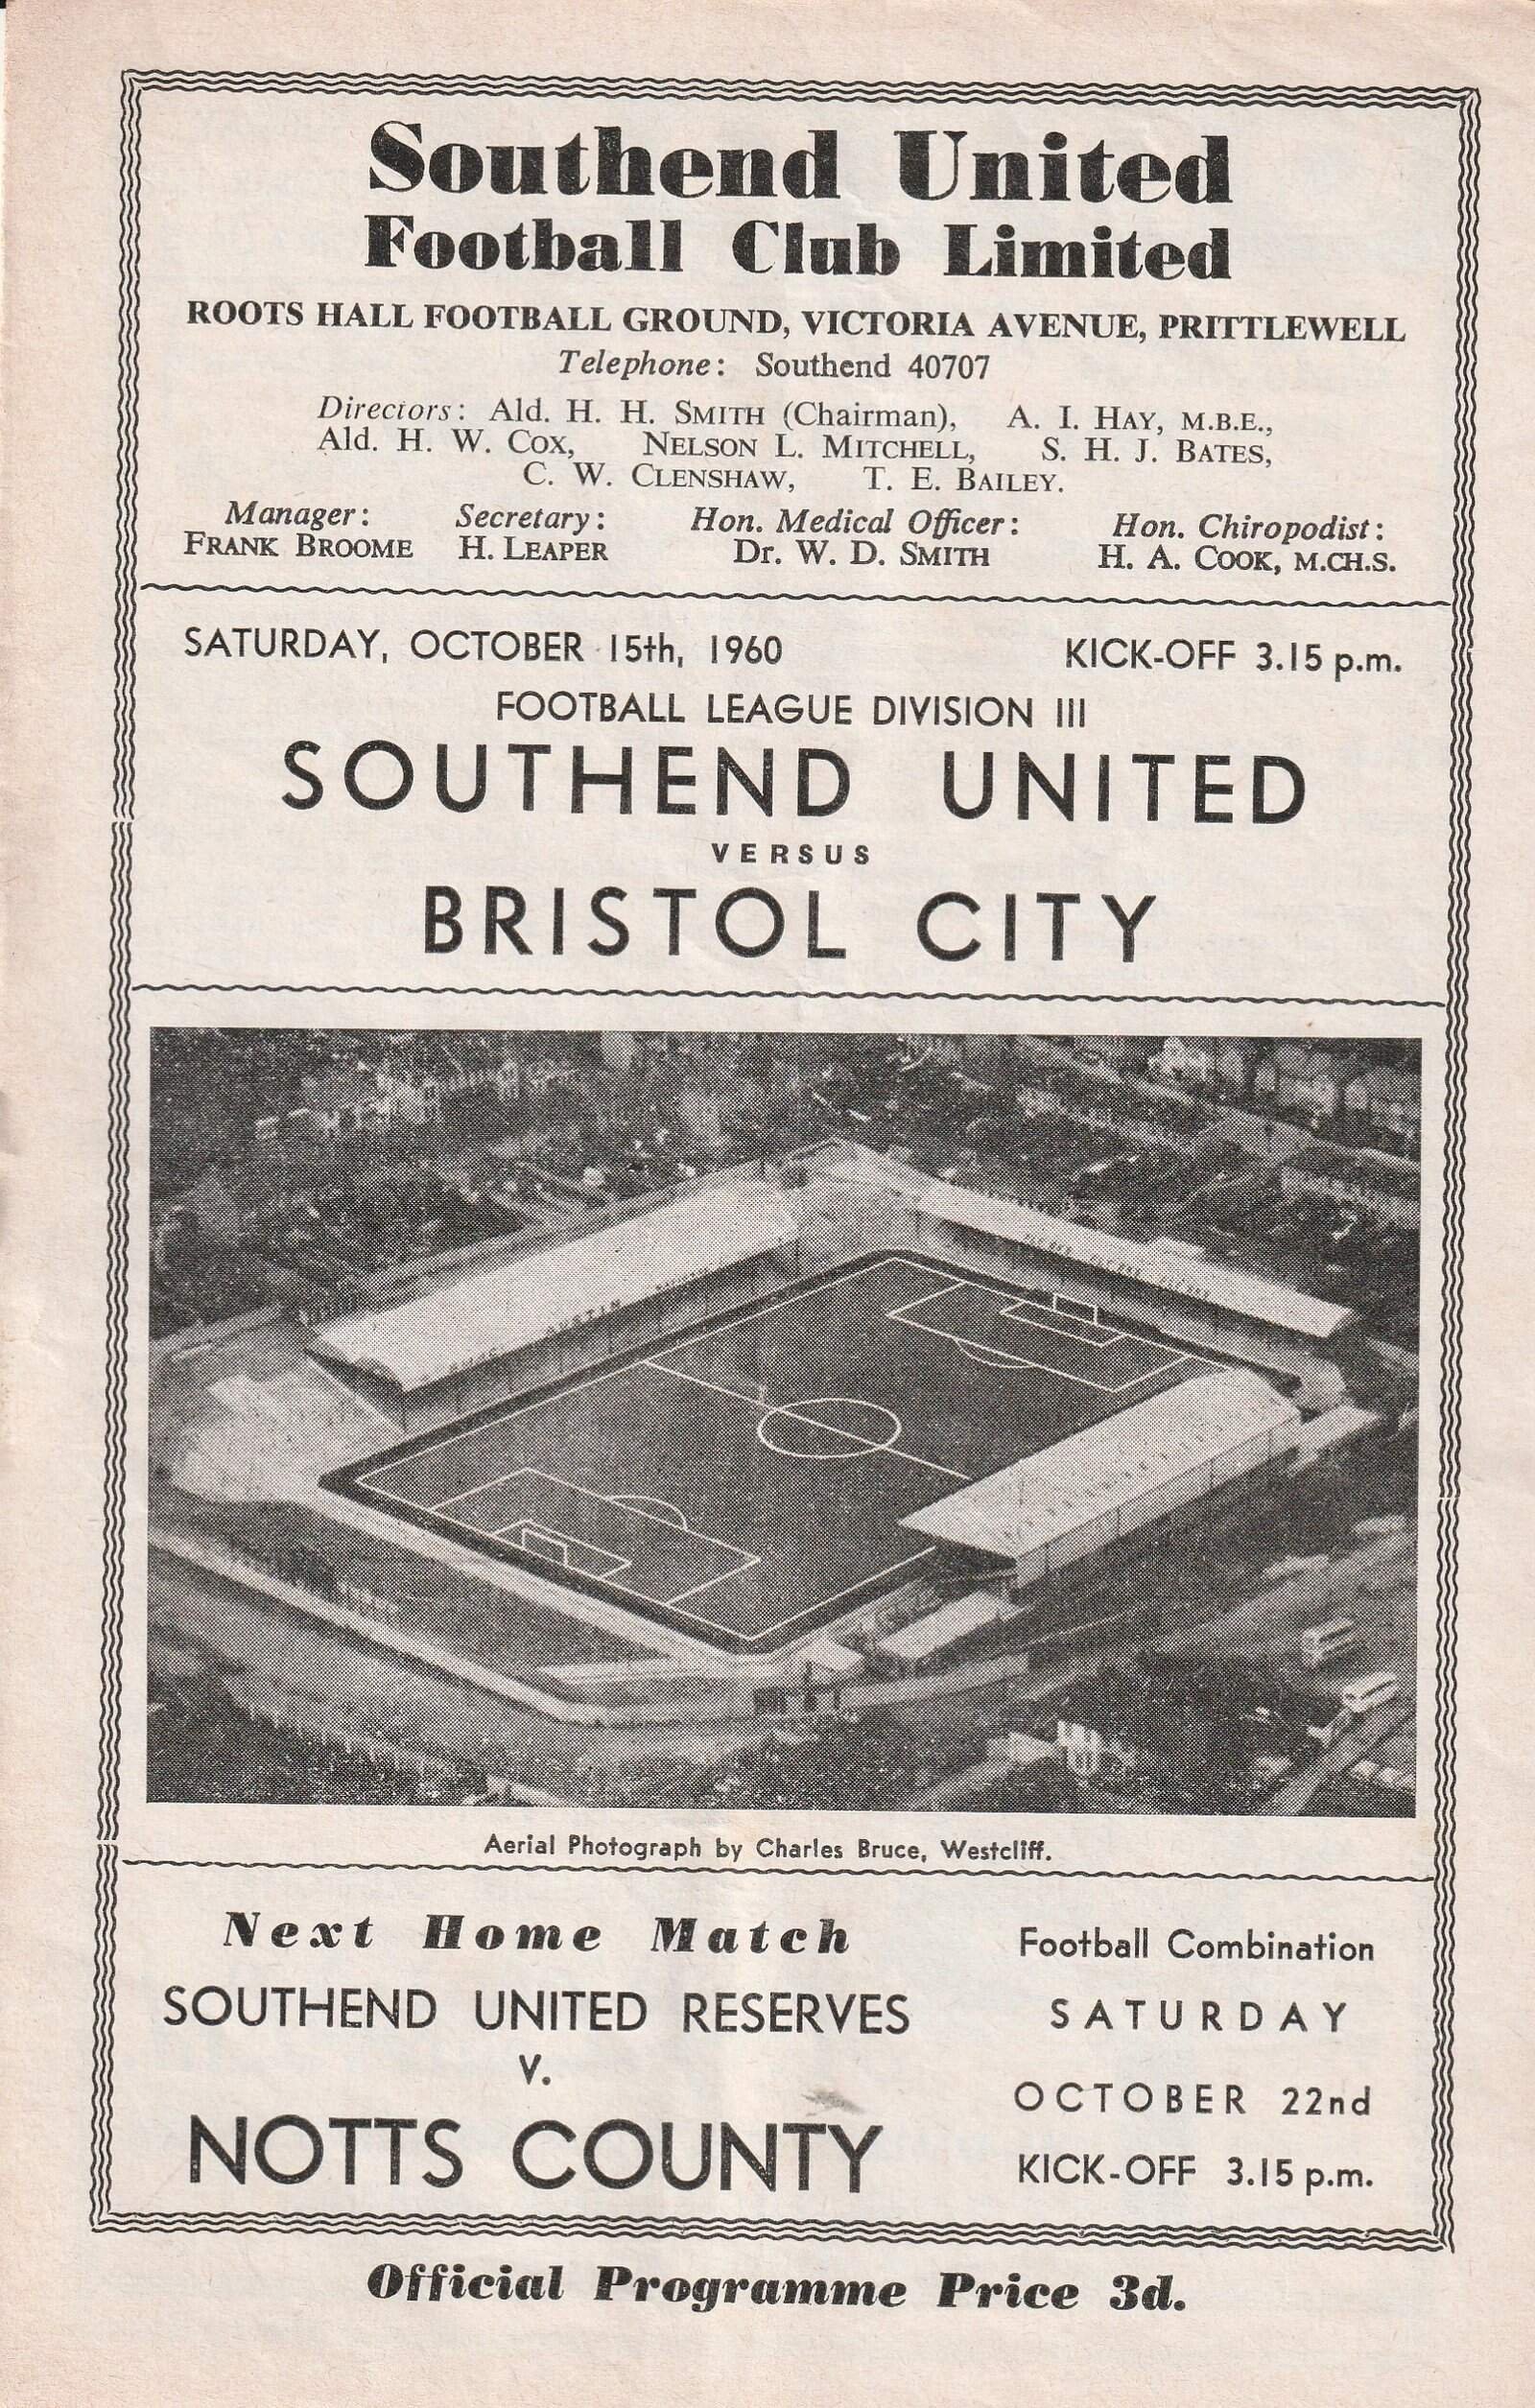 Southend United
Football Club Limited
ROOTS HALL FOOTBALL GROUND, VICTORIA AVENUE, PRITTLEWELL
Telephone: Southend 40707
Directors: Ald. H. H. SMITH (Chairman), A. I. HAY, M.B.E.,
Ald. H. W. COX, NELSON L. MITCHELL, S. H. J. BATES,
C. W. CLENSHAW, T. E. BAILEY.
Manager: Secretary: Hon. Medical Officer: Hon. Chiropodist:
FRANK BROOME H. LEAPER Dr. W. D. SMITH H. A. COOK, M.CH.S.
SATURDAY, OCTOBER 15th, 1960 KICK-OFF 3.15 p.m.
FOOTBALL LEAGUE DIVISION III
SOUTHEND UNITED
VERSUS
BRISTOL CITY
AUSTIN
Aerial Photograph by Charles Bruce, Westcliff.
Next Home Match
SOUTHEND UNITED RESERVES
v.
NOTTS COUNTY
Football Combination
SATURDAY
OCTOBER 22nd
KICK-OFF 3.15 p.m.
Official Programme Price 3d.